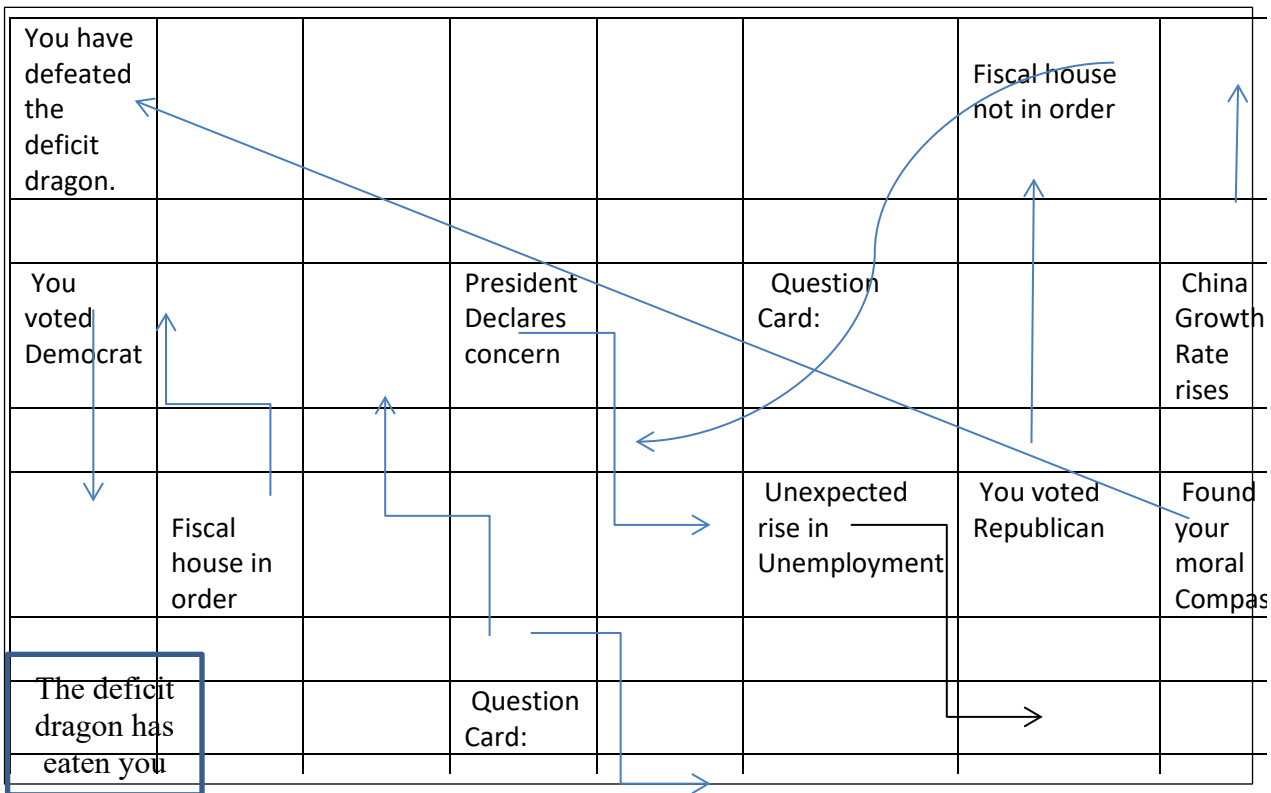 You have
defeated
the
deficit
dragon.
Fiscal house
not in order
You
voted
Democrat
President
Declares
concern
Question
Card:
China
Growth
Rate
rises
Fiscal
house in
order
Unexpected
rise in
Unemployment
You voted
Republican
Found
your
moral
Compas
The deficit
dragon has
eaten you
Question
Card: